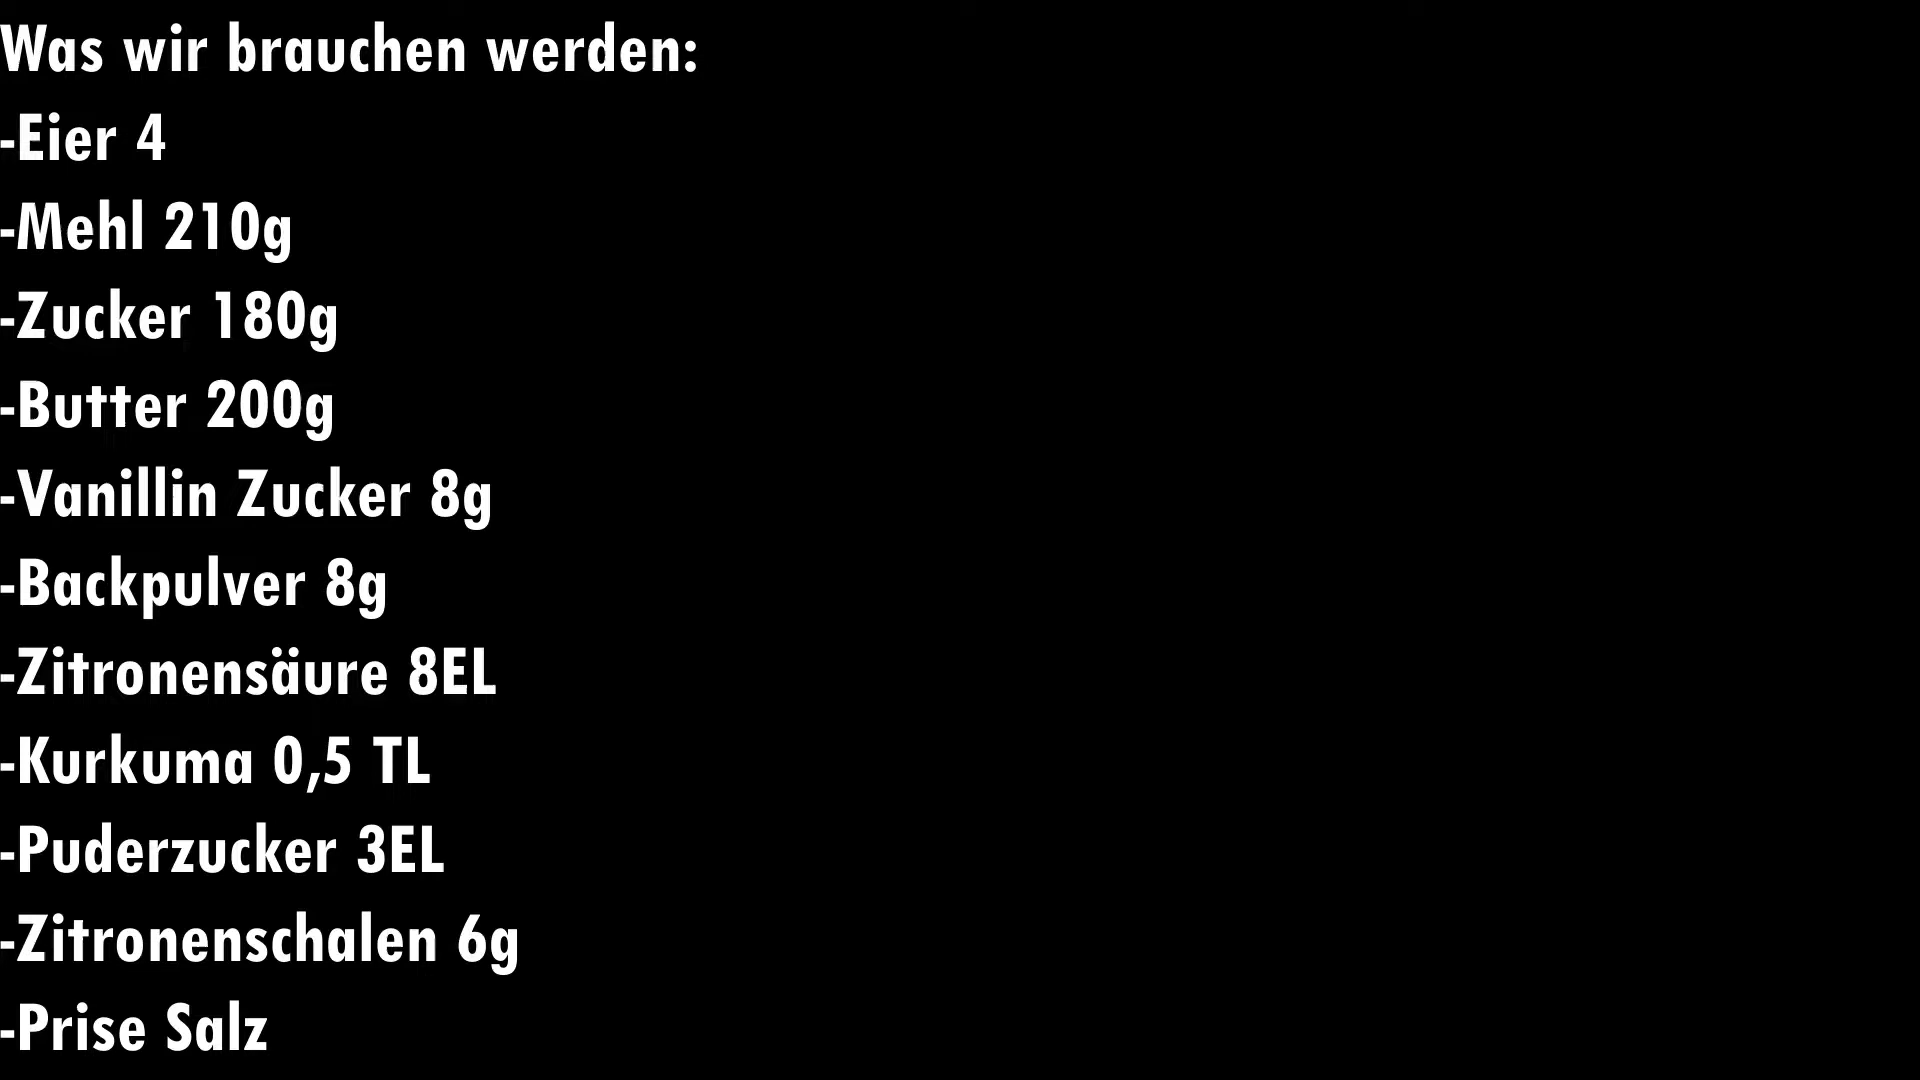 Was wir brauchen werden:
-Eier 4
-Mehl 210g
-Zucker 180g
-Butter 200g
-Vanillin Zucker 8g
-Backpulver 8g
-Zitronensäure 8EL
-Kurkuma 0,5 TL
-Puderzucker 3EL
-Zitronenschalen 6g
-Prise Salz